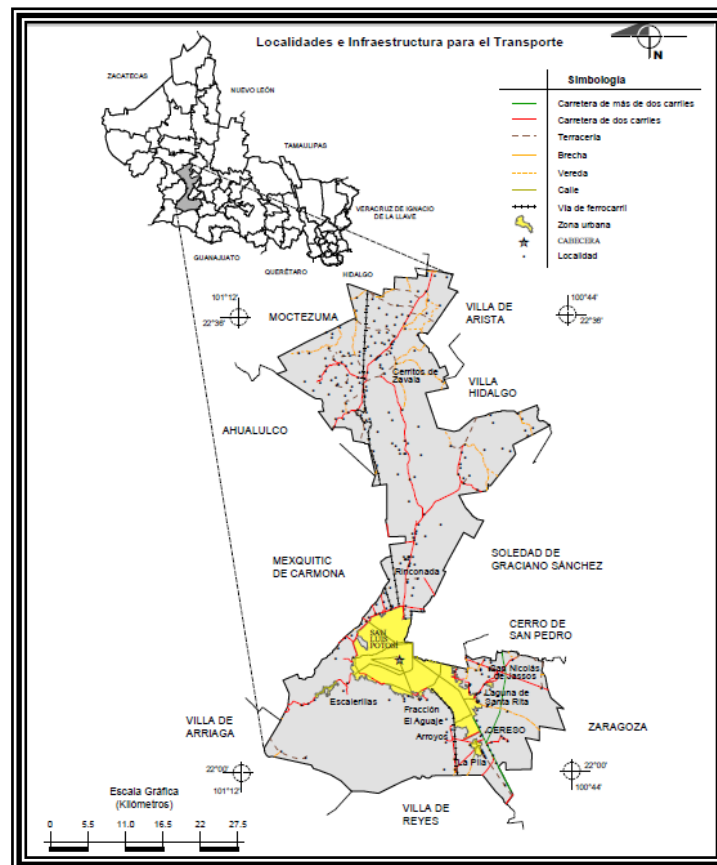 Localidades e Infraestructura para el Transporte
N
ZACATECAS
NUEVO LEÓN
TAMAULIPAS
VERACRUZ DE IGNACIO
DE LA LLAVE
GUANAJUATO
QUERÉTARO
HIDALGO
Simbología
Carretera de más de dos carriles
Carretera de dos carriles
Terracería
Brecha
Vereda
Calle
Vía de ferrocarril
Zona urbana
CABECERA
Localidad
101°12'
22°36'
100°44'
22°36'
MOCTEZUMA
VILLA DE
ARISTA
Cerritos de
Zavala
VILLA
HIDALGO
AHUALULCO
MEXQUITIC
DE CARMONA
Rinconada
SOLEDAD DE
GRACIANO SÁNCHEZ
CERRO DE
SAN PEDRO
SAN
LUIS
POTOSÍ
San Nicolás
de Jassos
Laguna de
Santa Rita
Escalerillas
Fracción
El Aguaje
Arroyos
CERESO
La Pila
ZARAGOZA
VILLA DE
ARRIAGA
22°00'
101°12'
22°00'
100°44'
VILLA DE
REYES
Escala Gráfica
(Kilómetros)
0 5.5 11.0 16.5 22 27.5